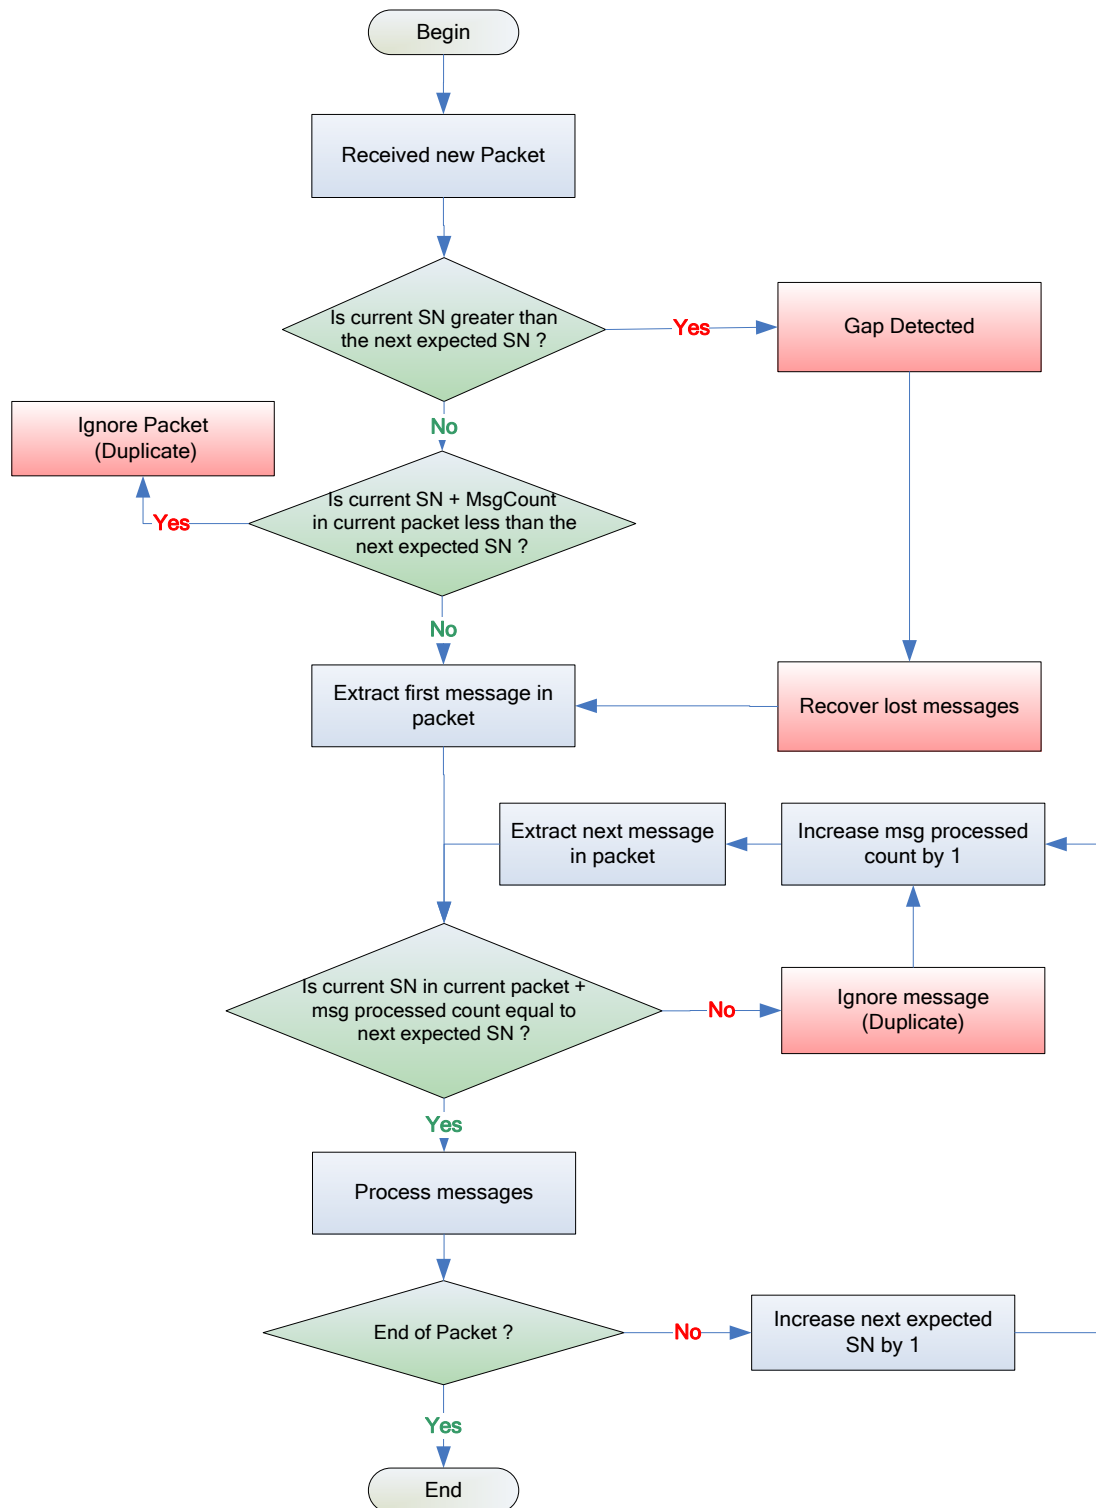 Begin
Received new Packet
Is current SN greater than
the next expected SN ?
Yes
Gap Detected
No
Ignore Packet
(Duplicate)
Is current SN + MsgCount
in current packet less than the
next expected SN ?
Yes
No
Extract first message in
packet
Recover lost messages
Extract next message
in packet
Increase msg processed
count by 1
Is current SN in current packet +
msg processed count equal to
next expected SN ?
No
Ignore message
(Duplicate)
Yes
Process messages
End of Packet ?
No
Increase next expected
SN by 1
Yes
End